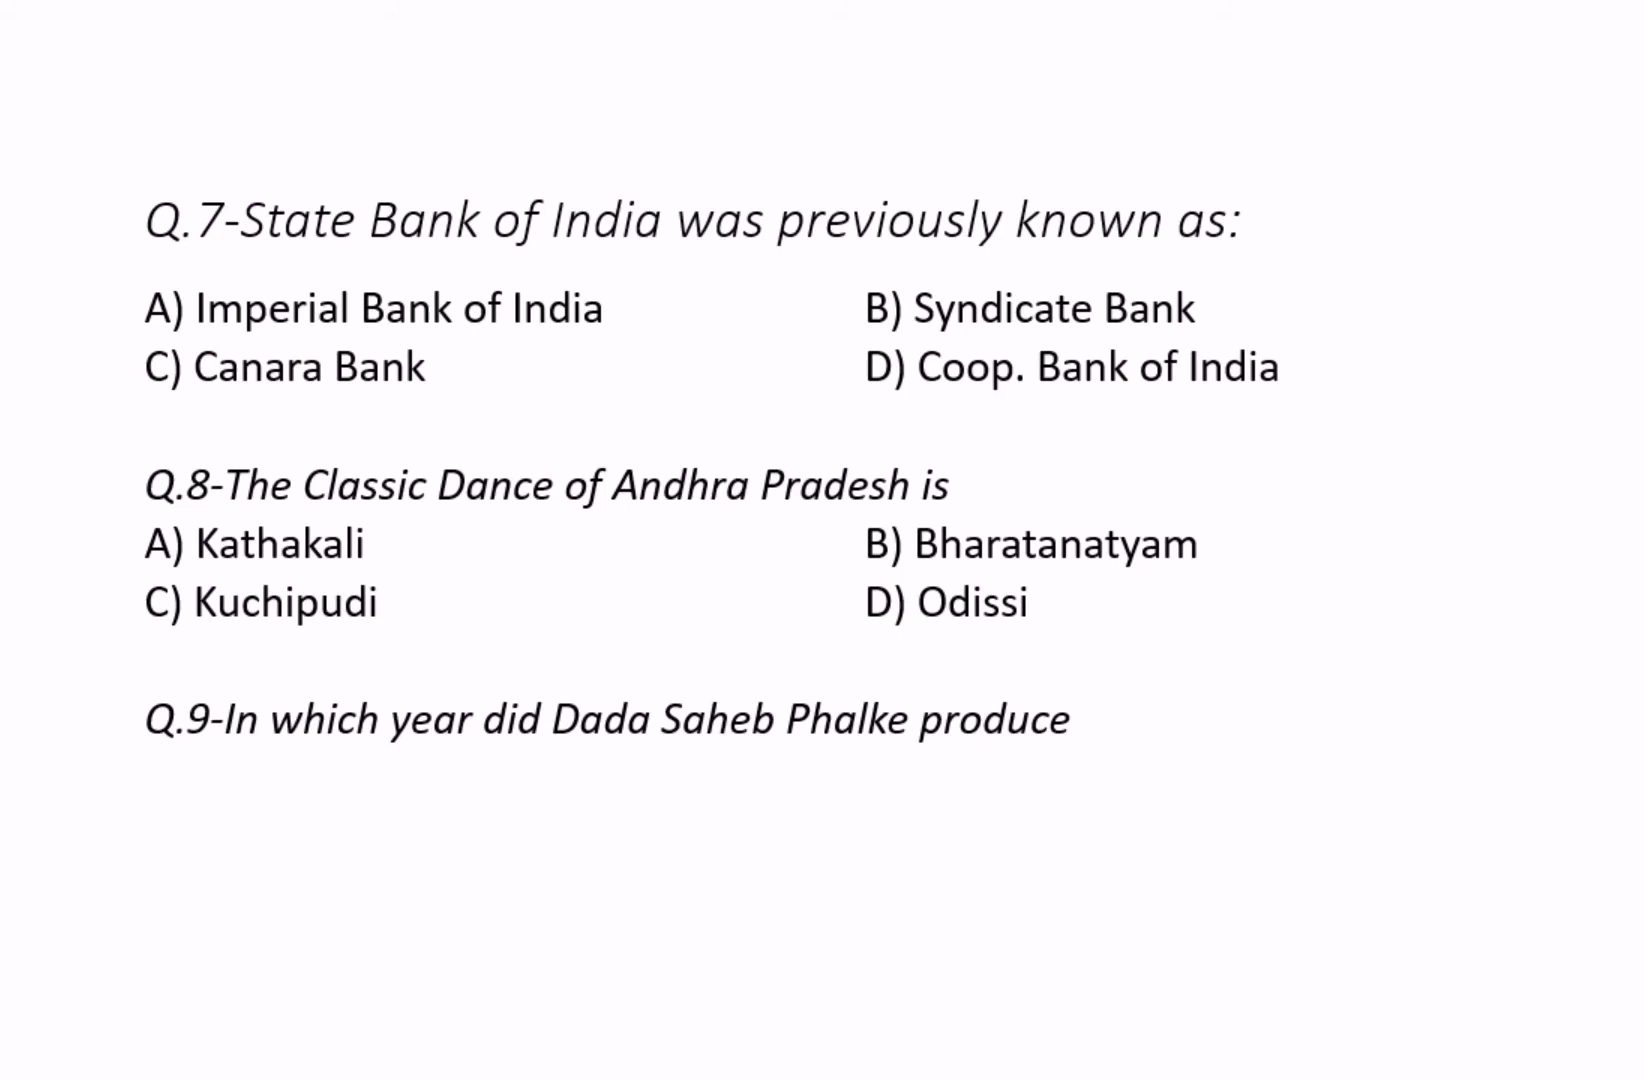 Q.7-State Bank of India was previously known as:
A) Imperial Bank of India B) Syndicate Bank
C) Canara Bank D) Coop. Bank of India
Q.8-The Classic Dance of Andhra Pradesh is
A) Kathakali B) Bharatanatyam
C) Kuchipudi D) Odissi
Q.9-In which year did Dada Saheb Phalke produce